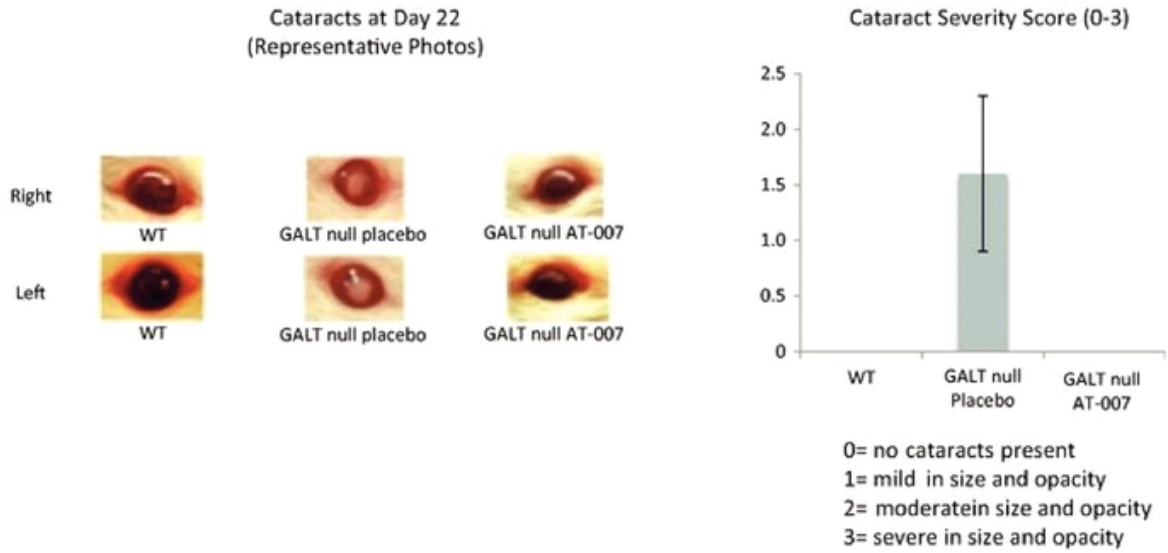 Cataracts at Day 22
(Representative Photos)
Right
WT
GALT null placebo
GALT null AT-007
Left
WT
GALT null placebo
GALT null AT-007
Cataract Severity Score (0-3)
2.5
2.0
1.5
1.0
0.5
0
WT
GALT null
Placebo
GALT null
AT-007
0= no cataracts present
1= mild in size and opacity
2= moderatein size and opacity
3= severe in size and opacity